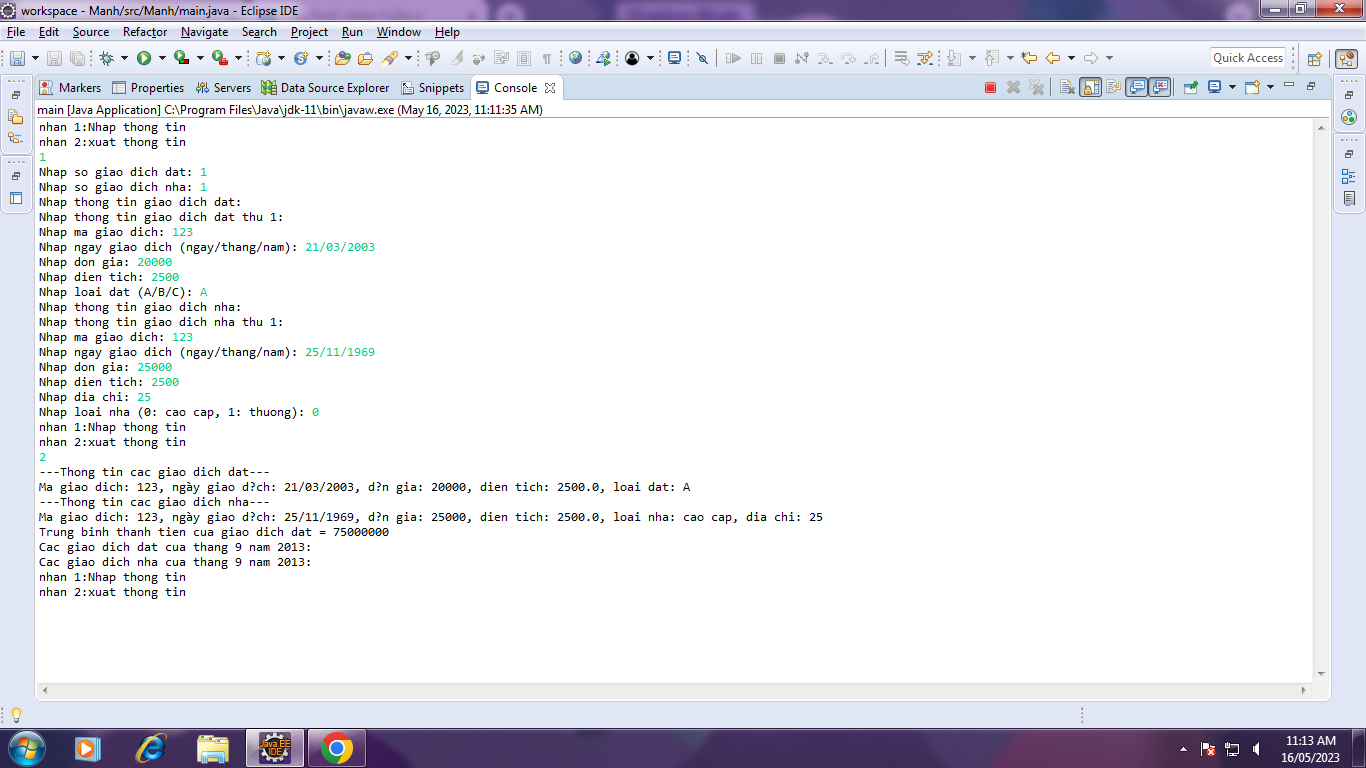 workspace - Manh/src/Manh/main.java - Eclipse IDE
File Edit Source Refactor Navigate Search Project Run Window Help
Quick Access
Markers Properties Servers Data Source Explorer Snippets Console
main [Java Application] C:\Program Files\Java\jdk-11\bin\javaw.exe (May 16, 2023, 11:11:35 AM)
nhan 1:Nhap thong tin
nhan 2:xuat thong tin
1
Nhap so giao dich dat: 1
Nhap so giao dich nha: 1
Nhap thong tin giao dich dat:
Nhap thong tin giao dich dat thu 1:
Nhap ma giao dich: 123
Nhap ngay giao dich (ngay/thang/nam): 21/03/2003
Nhap don gia: 20000
Nhap dien tich: 2500
Nhap loai dat (A/B/C): A
Nhap thong tin giao dich nha:
Nhap thong tin giao dich nha thu 1:
Nhap ma giao dich: 123
Nhap ngay giao dich (ngay/thang/nam): 25/11/1969
Nhap don gia: 25000
Nhap dien tich: 2500
Nhap dia chi: 25
Nhap loai nha (0: cao cap, 1: thuong): 0
nhan 1:Nhap thong tin
nhan 2:xuat thong tin
2
---Thong tin cac giao dich dat---
Ma giao dich: 123, ngày giao d?ch: 21/03/2003, d?n gia: 20000, dien tich: 2500.0, loai dat: A
---Thong tin cac giao dich nha---
Ma giao dich: 123, ngày giao d?ch: 25/11/1969, d?n gia: 25000, dien tich: 2500.0, loai nha: cao cap, dia chi: 25
Trung binh thanh tien cua giao dich dat = 75000000
Cac giao dich dat cua thang 9 nam 2013:
Cac giao dich nha cua thang 9 nam 2013:
nhan 1:Nhap thong tin
nhan 2:xuat thong tin
Java EE
IDE
11:13 AM
16/05/2023